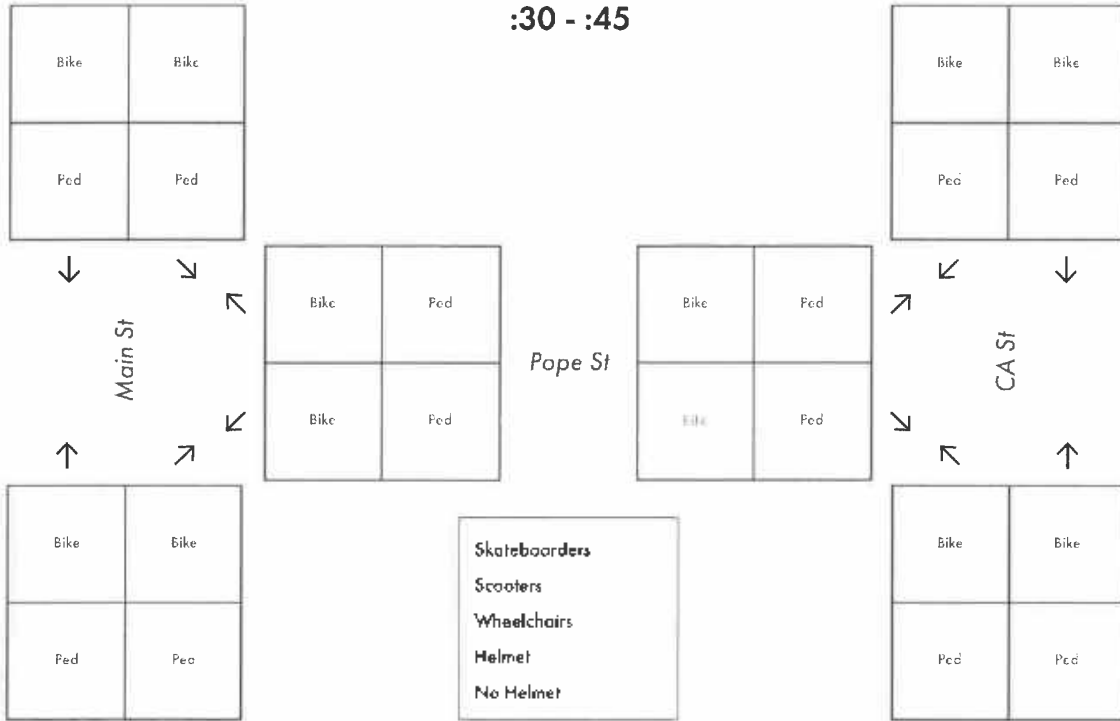 :30 - :45
Bike Bike
Ped Ped
Bike Bike
Ped Ped
Main St
Bike Ped
Bike Ped
Pope St
Bike Ped
Bike Ped
CA St
Bike Bike
Ped Ped
Skateboarders
Scooters
Wheelchairs
Helmet
No Helmet
Bike Bike
Ped Ped